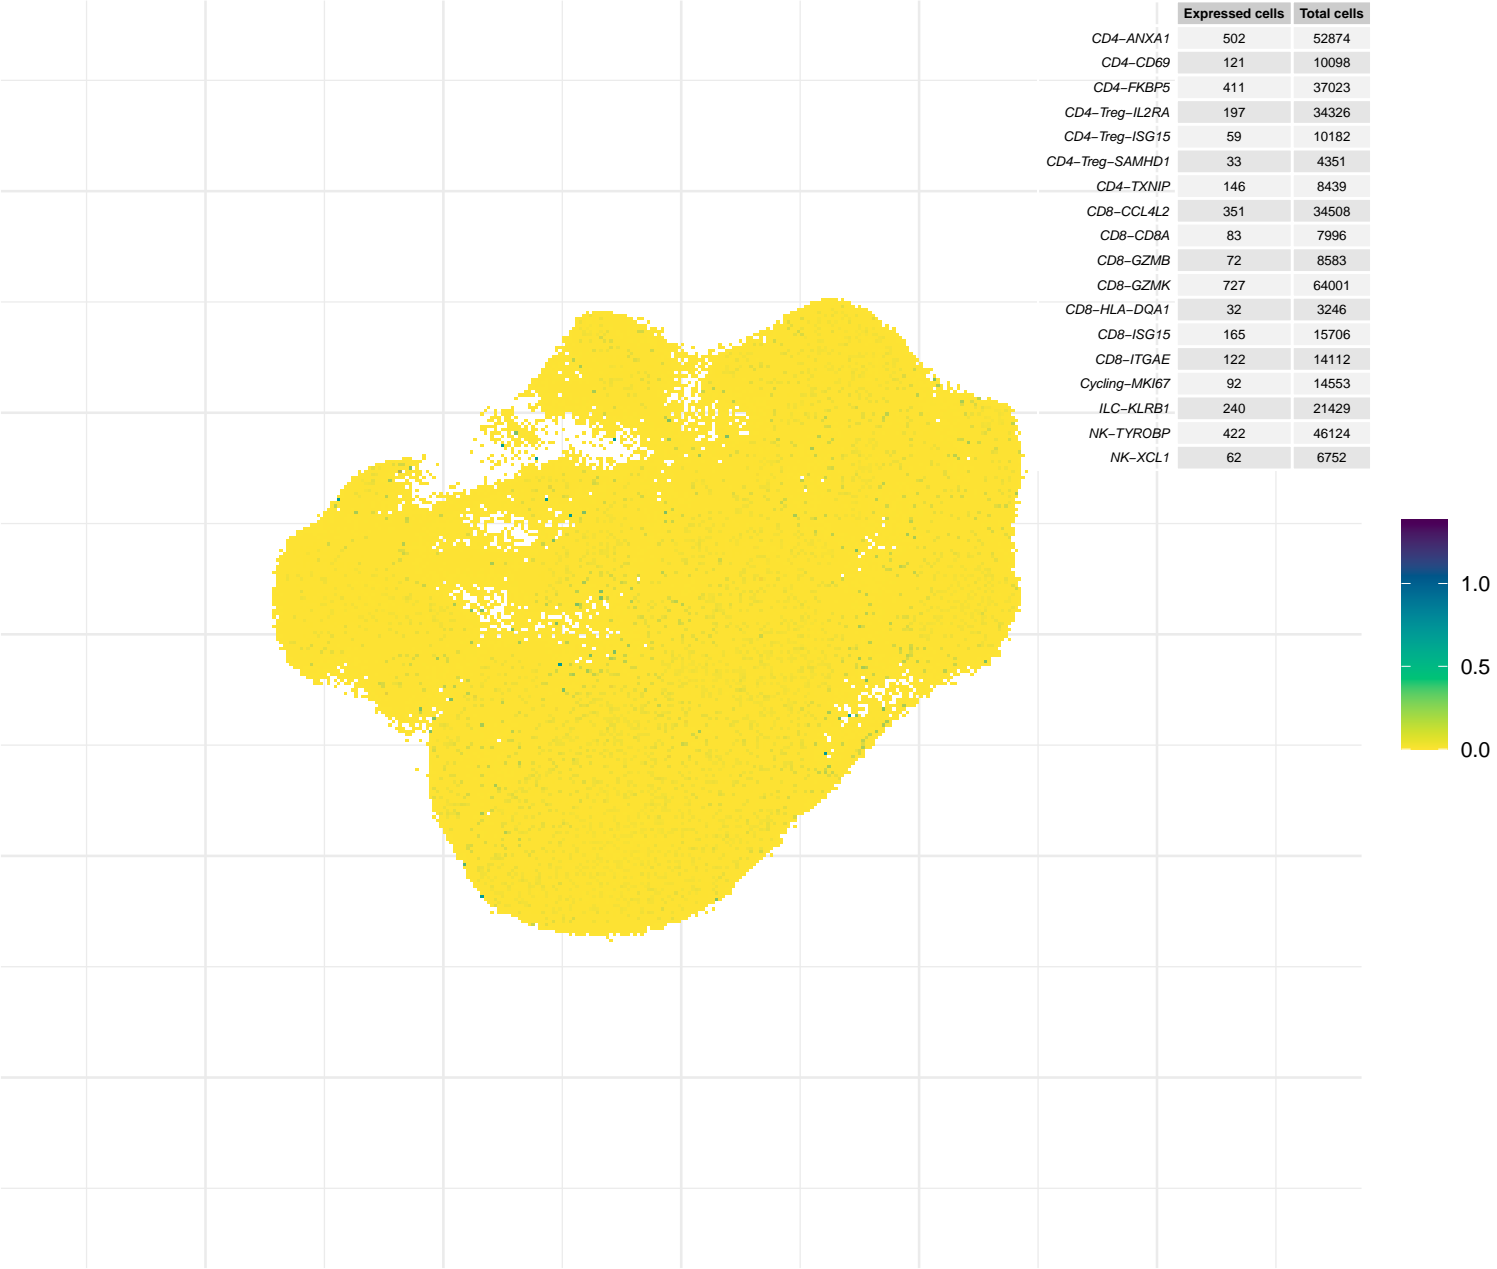 Expressed cells Total cells
CD4−ANXA1 502 52874
CD4−CD69 121 10098
CD4−FKBP5 411 37023
CD4−Treg−IL2RA 197 34326
CD4−Treg−ISG15 59 10182
CD4−Treg−SAMHD1 33 4351
CD4−TXNIP 146 8439
CD8−CCL4L2 351 34508
CD8−CD8A 83 7996
CD8−GZMB 72 8583
CD8−GZMK 727 64001
CD8−HLA−DQA1 32 3246
CD8−ISG15 165 15706
CD8−ITGAE 122 14112
Cycling−MKI67 92 14553
ILC−KLRB1 240 21429
NK−TYROBP 422 46124
NK−XCL1 62 6752
1.0
0.5
0.0